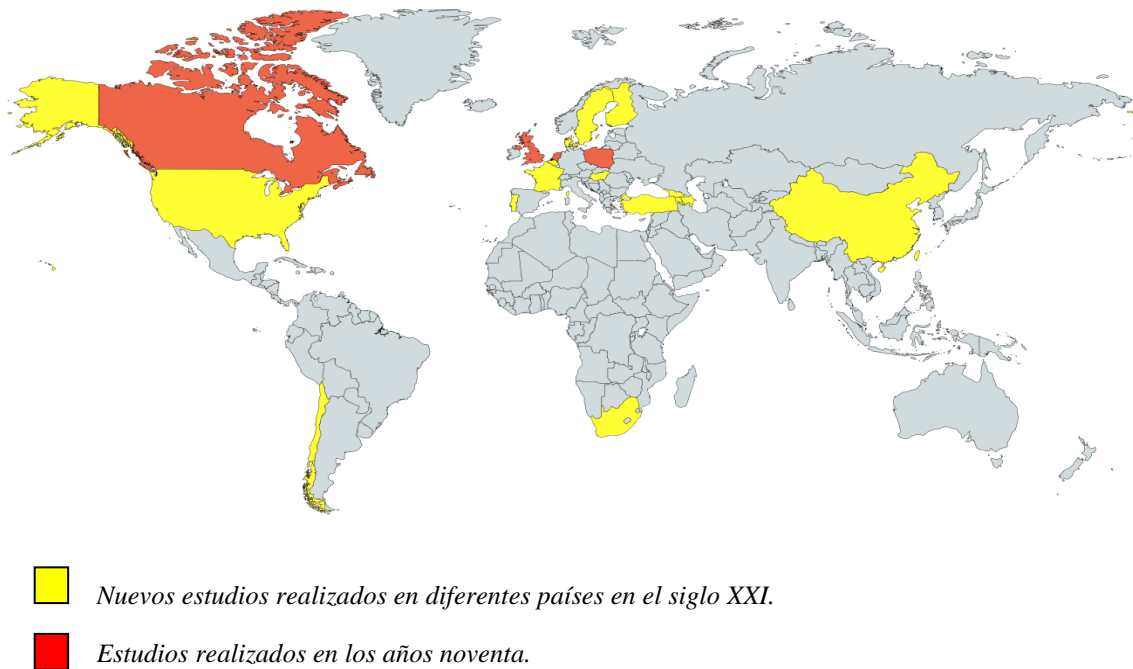 Nuevos estudios realizados en diferentes países en el siglo XXI.
Estudios realizados en los años noventa.